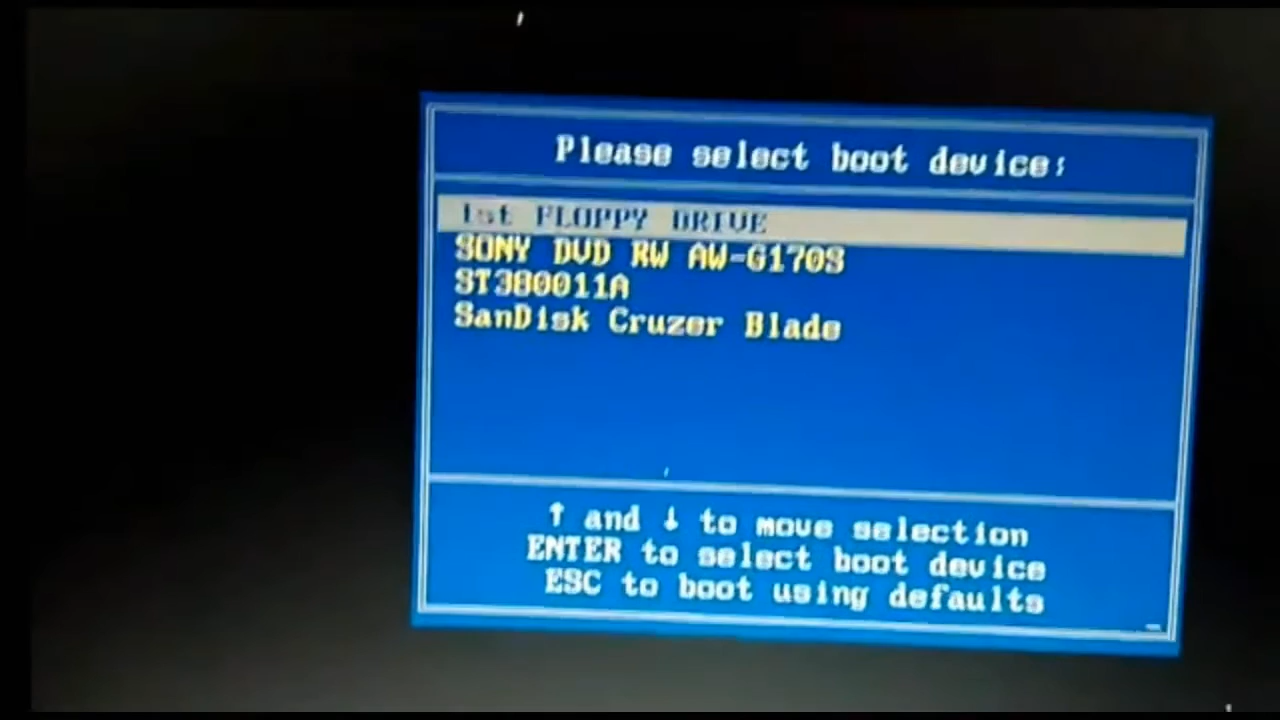 Please select boot device:
1st FLOPPY DRIVE
SONY DVD RW AW-G170S
ST380011A
SanDisk Cruzer Blade
↑ and ↓ to move selection
ENTER to select boot device
ESC to boot using defaults